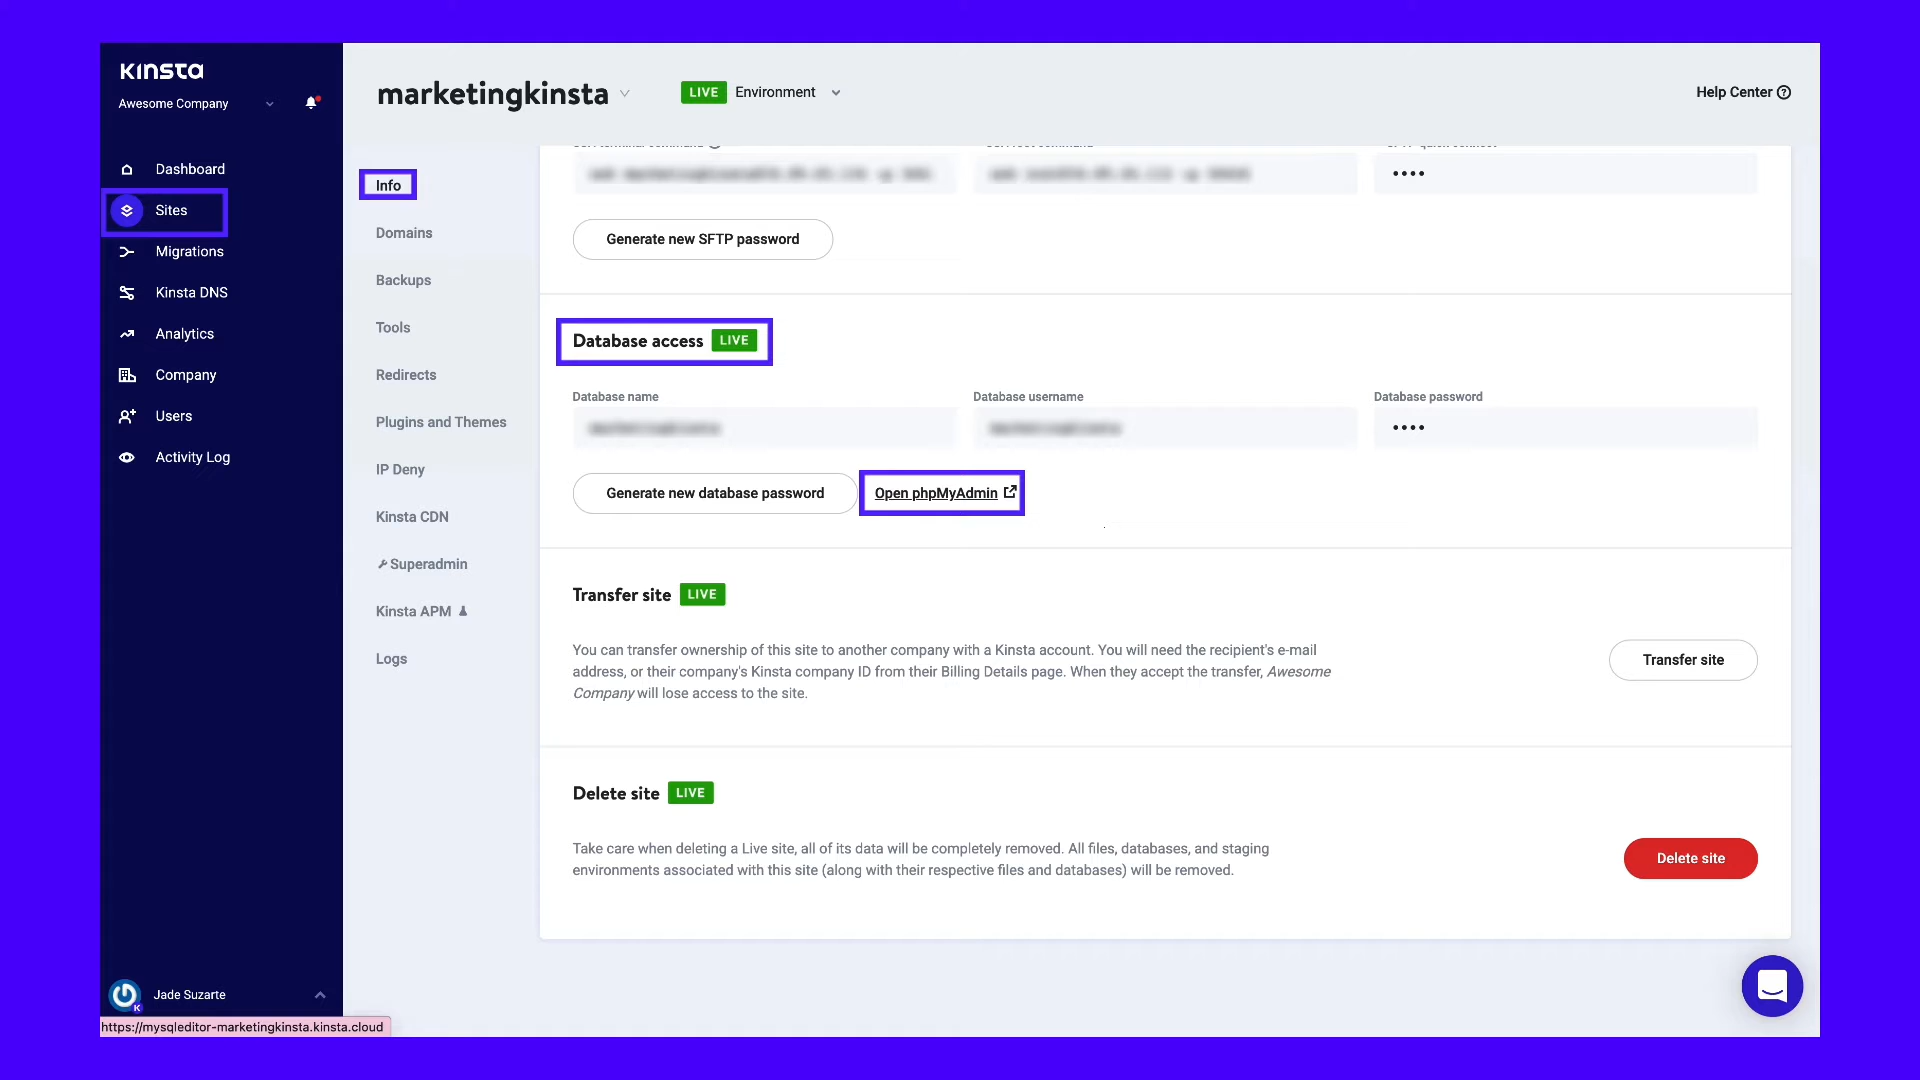 KINSTA
Awesome Company
Dashboard
Sites
Migrations
Kinsta DNS
Analytics
Company
Users
Activity Log
Jade Suzarte
K
https://mysqleditor-marketingkinsta.kinsta.cloud
marketingkinsta
LIVE Environment
Help Center
Info
Domains
Backups
Tools
Redirects
Plugins and Themes
IP Deny
Kinsta CDN
Superadmin
Kinsta APM
Logs
••••
Generate new SFTP password
Database access LIVE
Database name Database username Database password
••••
Generate new database password Open phpMyAdmin
Transfer site LIVE
You can transfer ownership of this site to another company with a Kinsta account. You will need the recipient's e-mail
address, or their company's Kinsta company ID from their Billing Details page. When they accept the transfer, Awesome
Company will lose access to the site.
Transfer site
Delete site LIVE
Take care when deleting a Live site, all of its data will be completely removed. All files, databases, and staging
environments associated with this site (along with their respective files and databases) will be removed.
Delete site